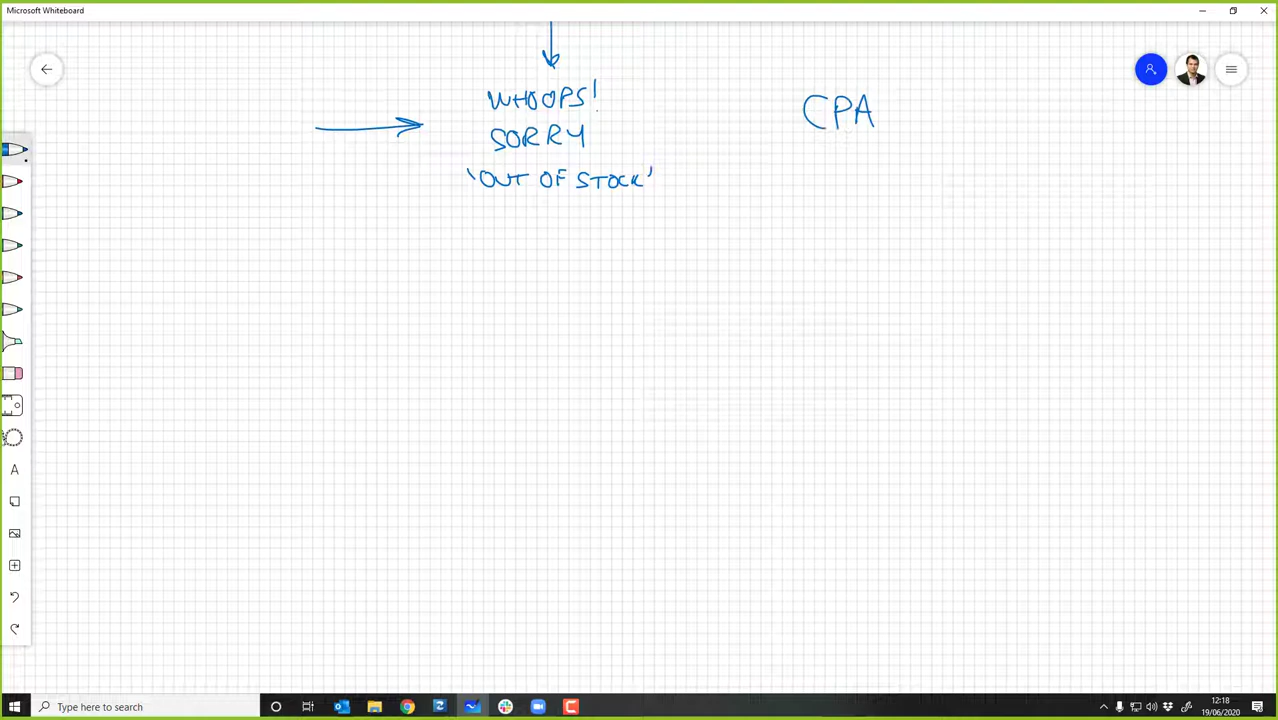 Microsoft Whiteboard
WHOOPS!
SORRY
'OUT OF STOCK'
CPA
A
Type here to search
12:18
19/06/2020